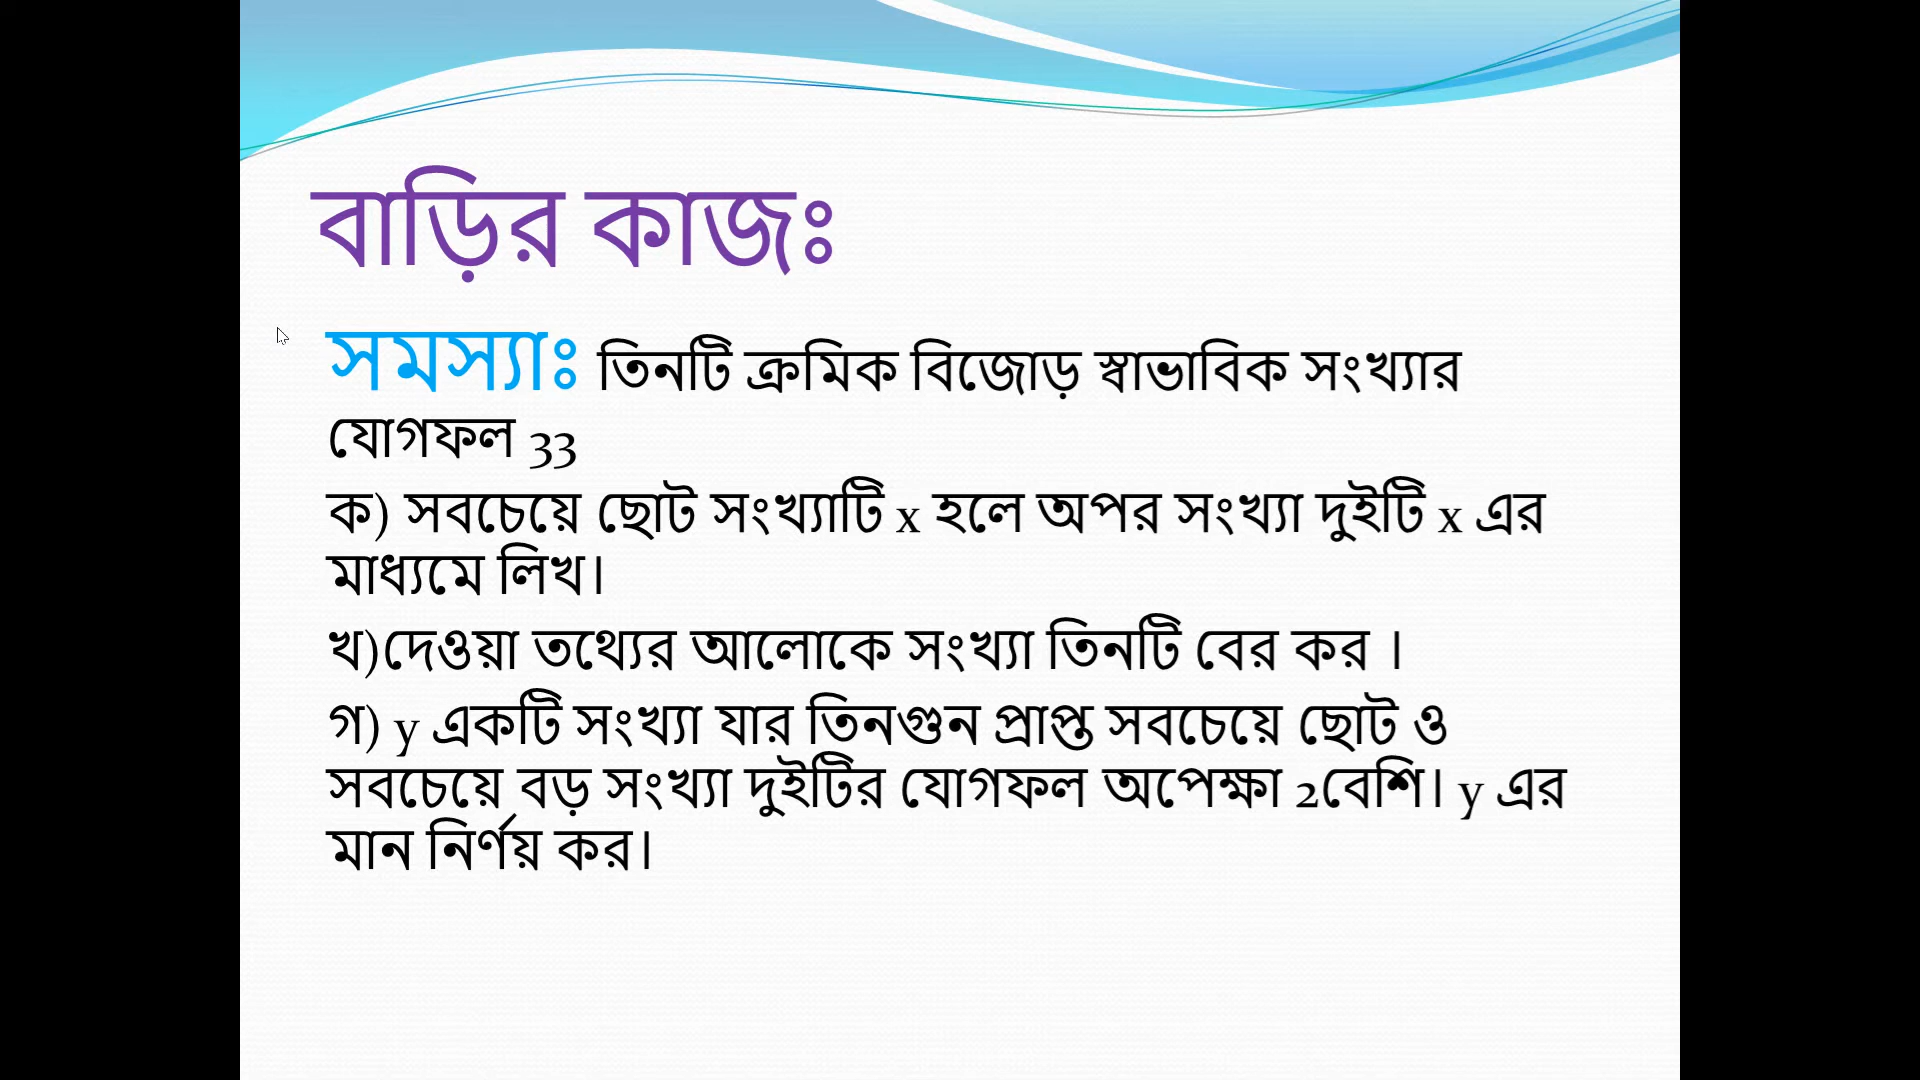 বাড়ির কাজঃ
সমস্যাঃ তিনটি ক্রমিক বিজোড় স্বাভাবিক সংখ্যার
যোগফল 33
ক) সবচেয়ে ছোট সংখ্যাটি x হলে অপর সংখ্যা দুইটি x এর
মাধ্যমে লিখ।
খ)দেওয়া তথ্যের আলোকে সংখ্যা তিনটি বের কর ।
গ) y একটি সংখ্যা যার তিনগুন প্রাপ্ত সবচেয়ে ছোট ও
সবচেয়ে বড় সংখ্যা দুইটির যোগফল অপেক্ষা 2বেশি। y এর
মান নির্ণয় কর।